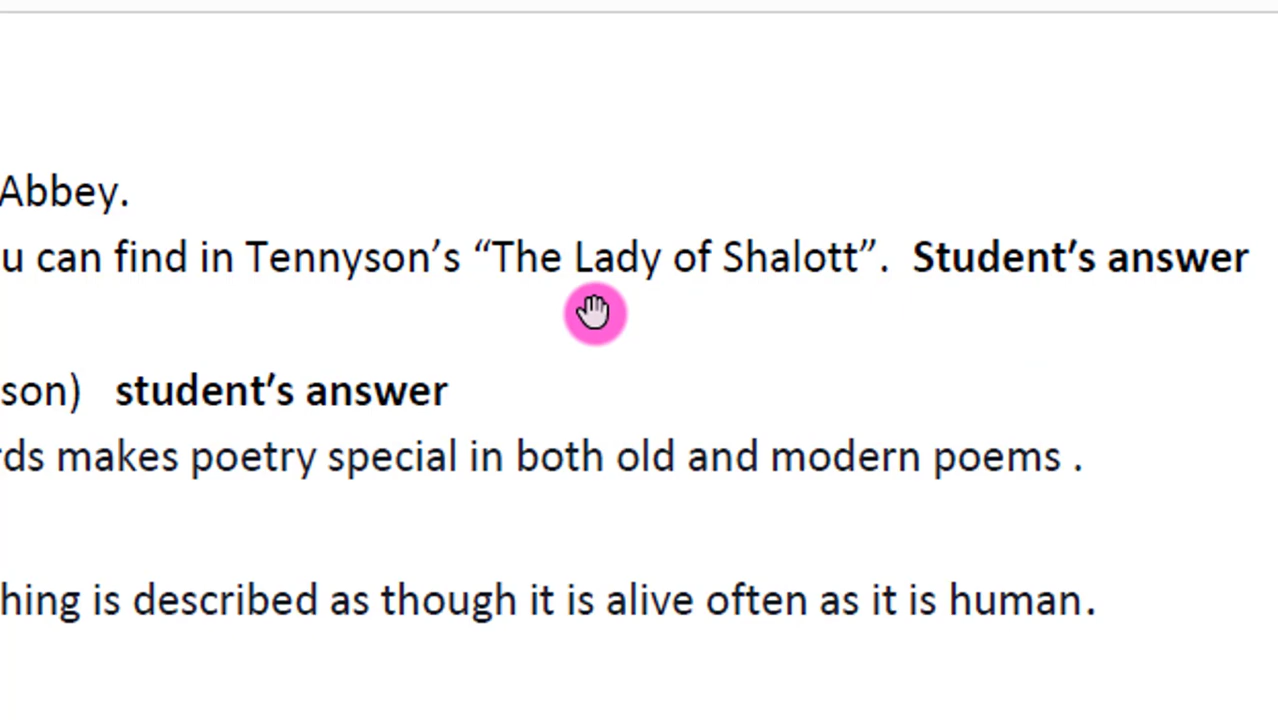 Abbey.
u can find in Tennyson’s “The Lady of Shalott”. Student’s answer
son) student’s answer
rds makes poetry special in both old and modern poems .
hing is described as though it is alive often as it is human.